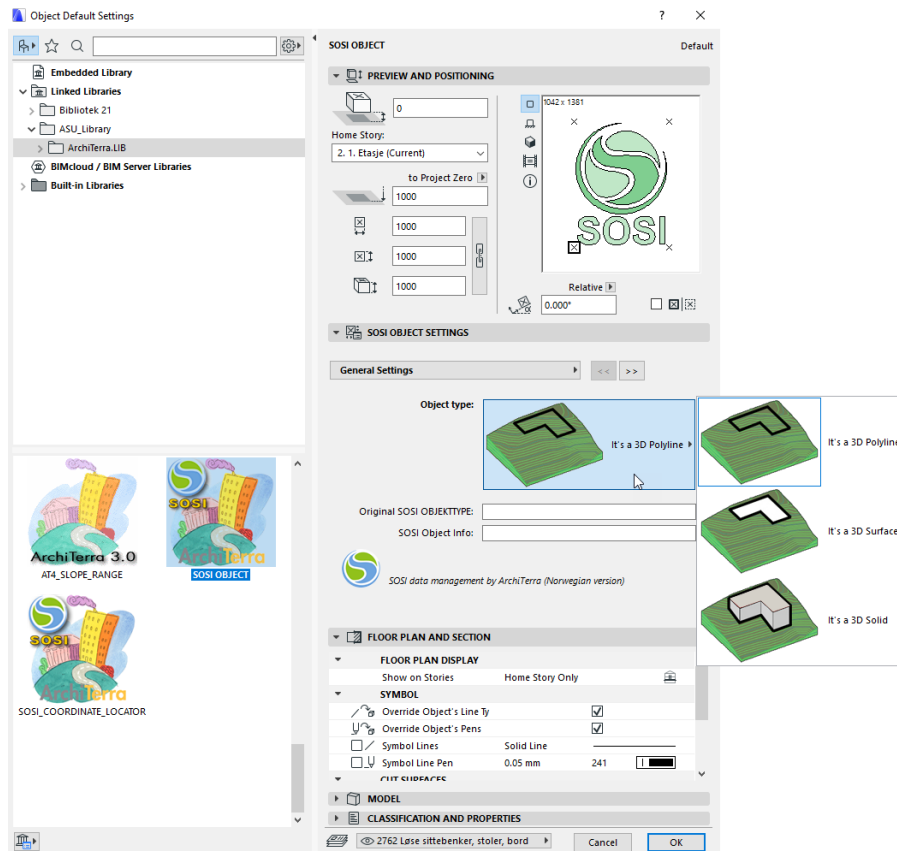 Object Default Settings
?
Embedded Library
Linked Libraries
Bibliotek 21
ASU_Library
ArchiTerra.LIB
BIMcloud / BIM Server Libraries
Built-in Libraries
SOSI
ArchiTerra 3.0
ArchiTerra
AT4_SLOPE_RANGE
SOSI OBJECT
SOSI
ArchiTerra
SOSI_COORDINATE_LOCATOR
SOSI OBJECT
Default
PREVIEW AND POSITIONING
0
Home Story:
2. 1. Etasje (Current)
to Project Zero
1000
1000
1000
1000
1042 x 1381
SOSI
Relative
α
0.000°
SOSI OBJECT SETTINGS
General Settings
<<
>>
Object type:
It's a 3D Polyline
It's a 3D Polyline
It's a 3D Surface
It's a 3D Solid
Original SOSI OBJEKTTYPE:
SOSI Object Info:
SOSI data management by ArchiTerra (Norwegian version)
FLOOR PLAN AND SECTION
FLOOR PLAN DISPLAY
Show on Stories Home Story Only
SYMBOL
Override Object's Line Ty
Override Object's Pens
Symbol Lines Solid Line
Symbol Line Pen 0.05 mm 241
CUT SURFACES
MODEL
CLASSIFICATION AND PROPERTIES
2762 Løse sittebenker, stoler, bord
Cancel
OK